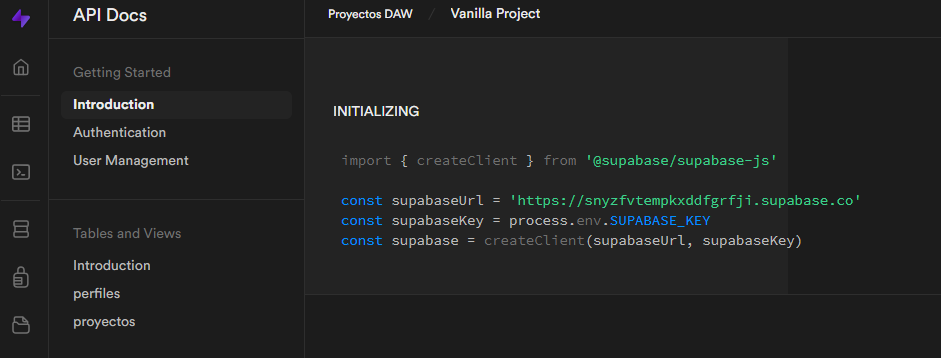 API Docs
Proyectos DAW / Vanilla Project
Getting Started
Introduction
Authentication
User Management
Tables and Views
Introduction
perfiles
proyectos
INITIALIZING
import { createClient } from '@supabase/supabase-js'
const supabaseUrl = 'https://snyzfvtempkxddfgrfji.supabase.co'
const supabaseKey = process.env.SUPABASE_KEY
const supabase = createClient(supabaseUrl, supabaseKey)